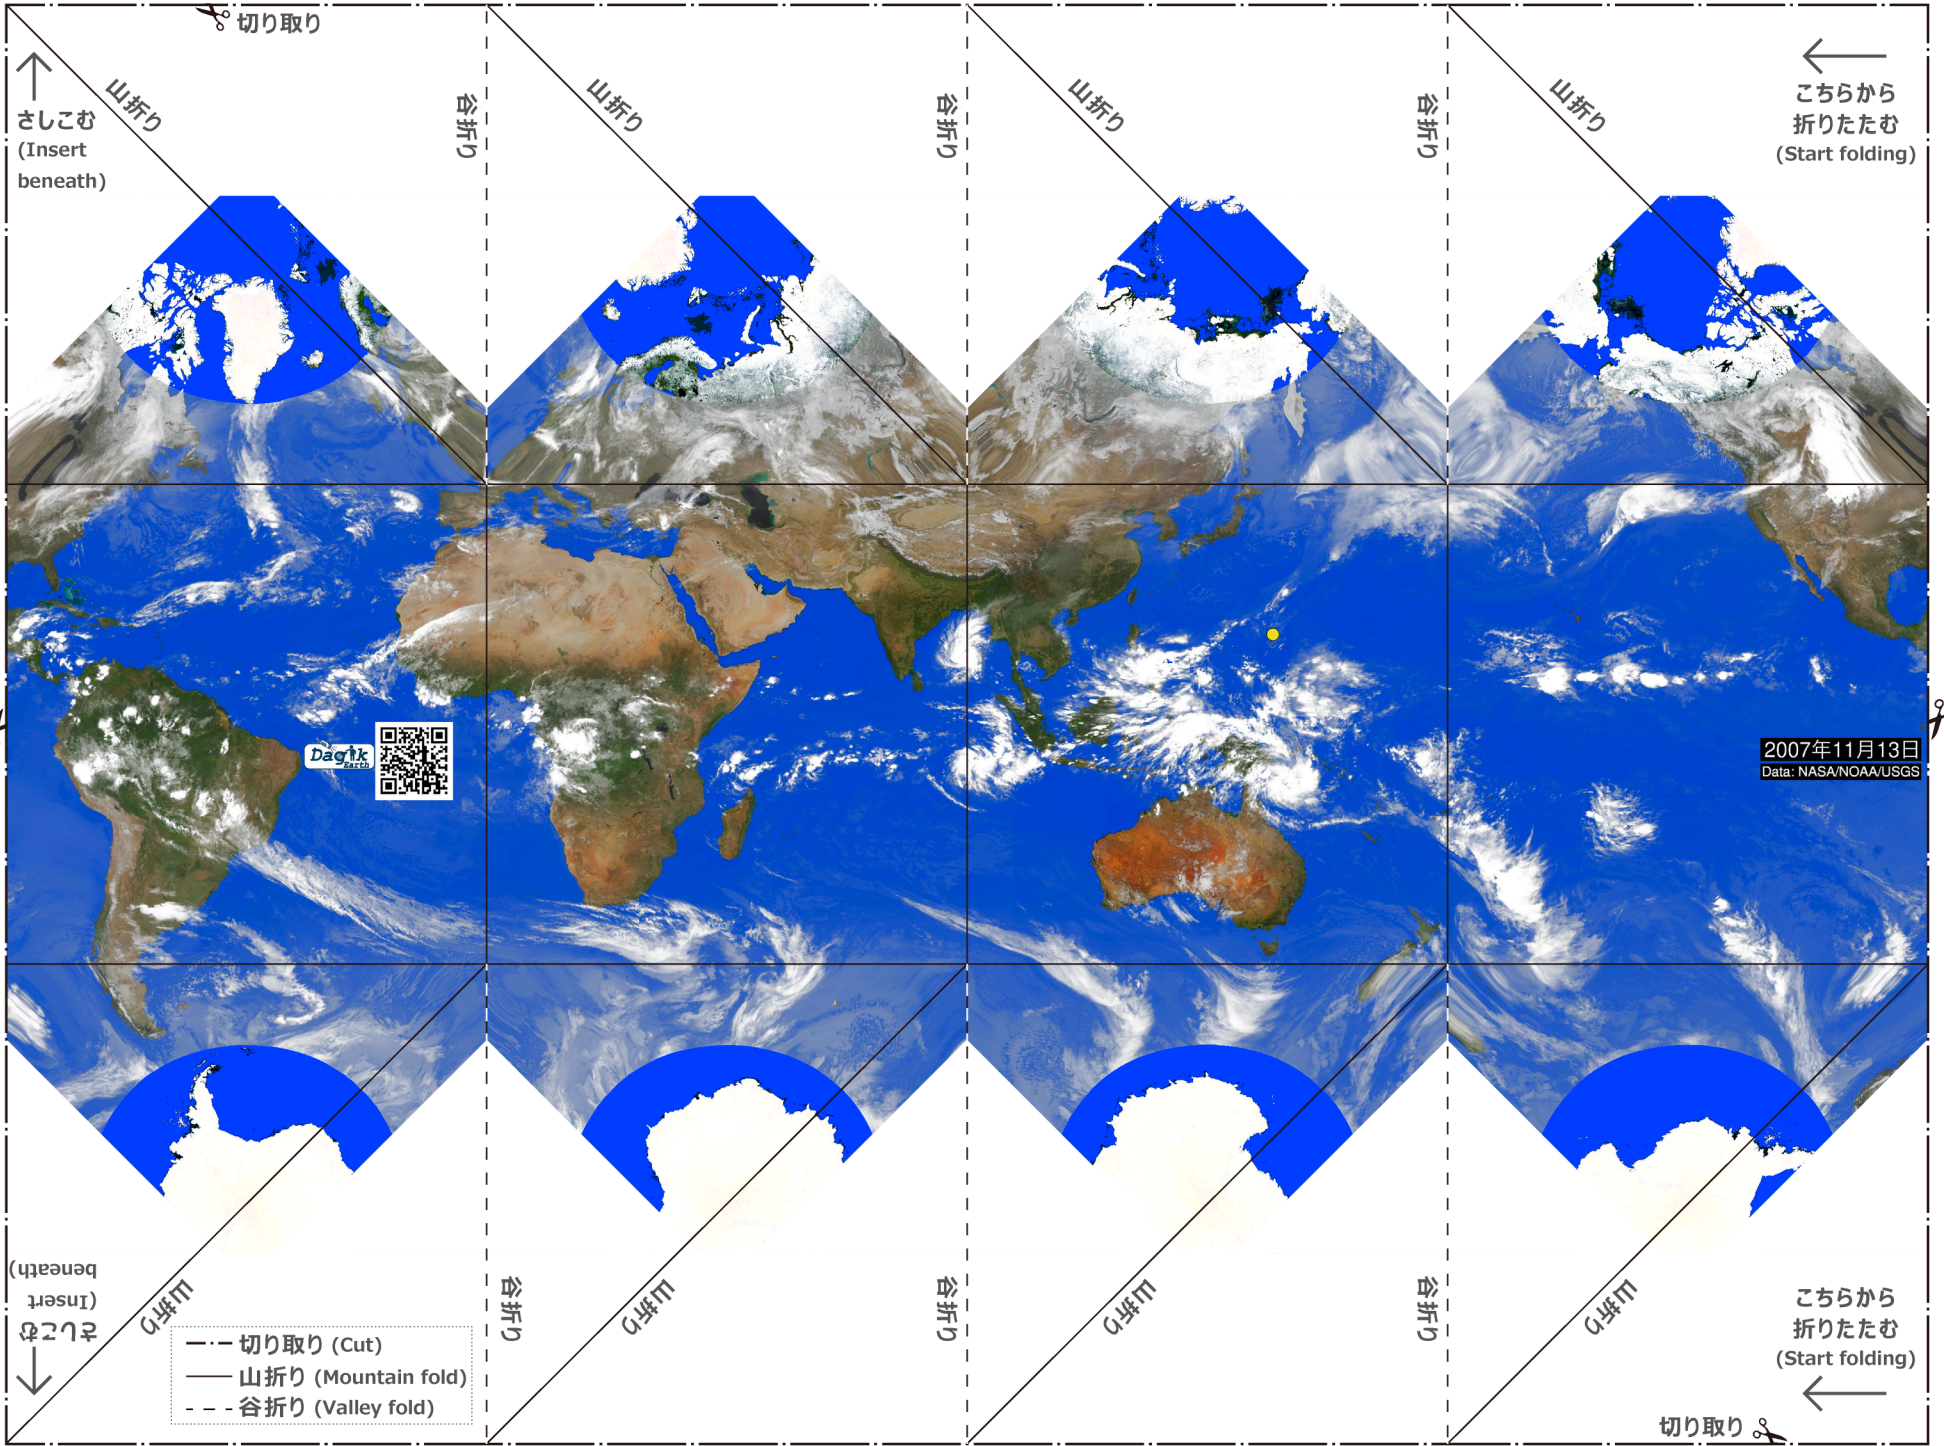 切り取り
さしこむ
(Insert
beneath)
山折り
谷折り
山折り
谷折り
山折り
谷折り
山折り
こちらから
折りたたむ
(Start folding)
Dagik
Earth
2007年11月13日
Data: NASA/NOAA/USGS
さしこむ
(Insert
beneath)
山折り
谷折り
山折り
谷折り
山折り
谷折り
山折り
こちらから
折りたたむ
(Start folding)
切り取り (Cut)
山折り (Mountain fold)
谷折り (Valley fold)
切り取り